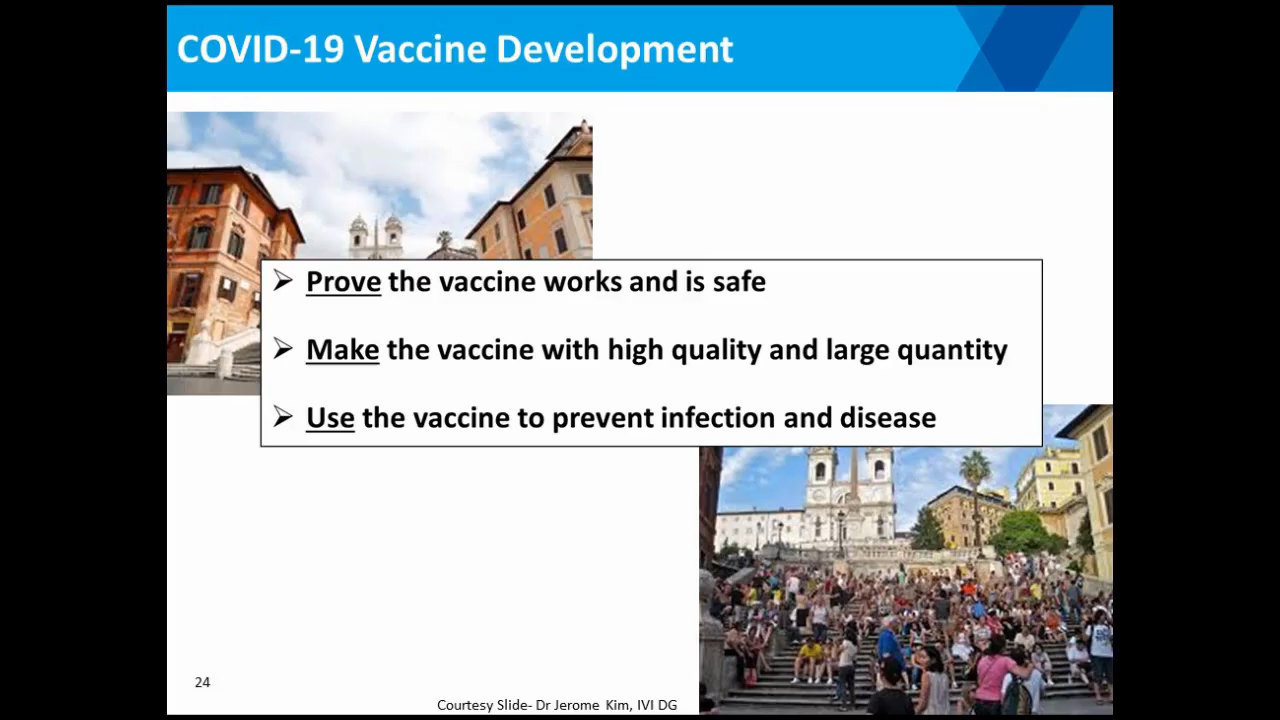 COVID-19 Vaccine Development
➢ Prove the vaccine works and is safe
➢ Make the vaccine with high quality and large quantity
➢ Use the vaccine to prevent infection and disease
24
Courtesy Slide- Dr Jerome Kim, IVI DG